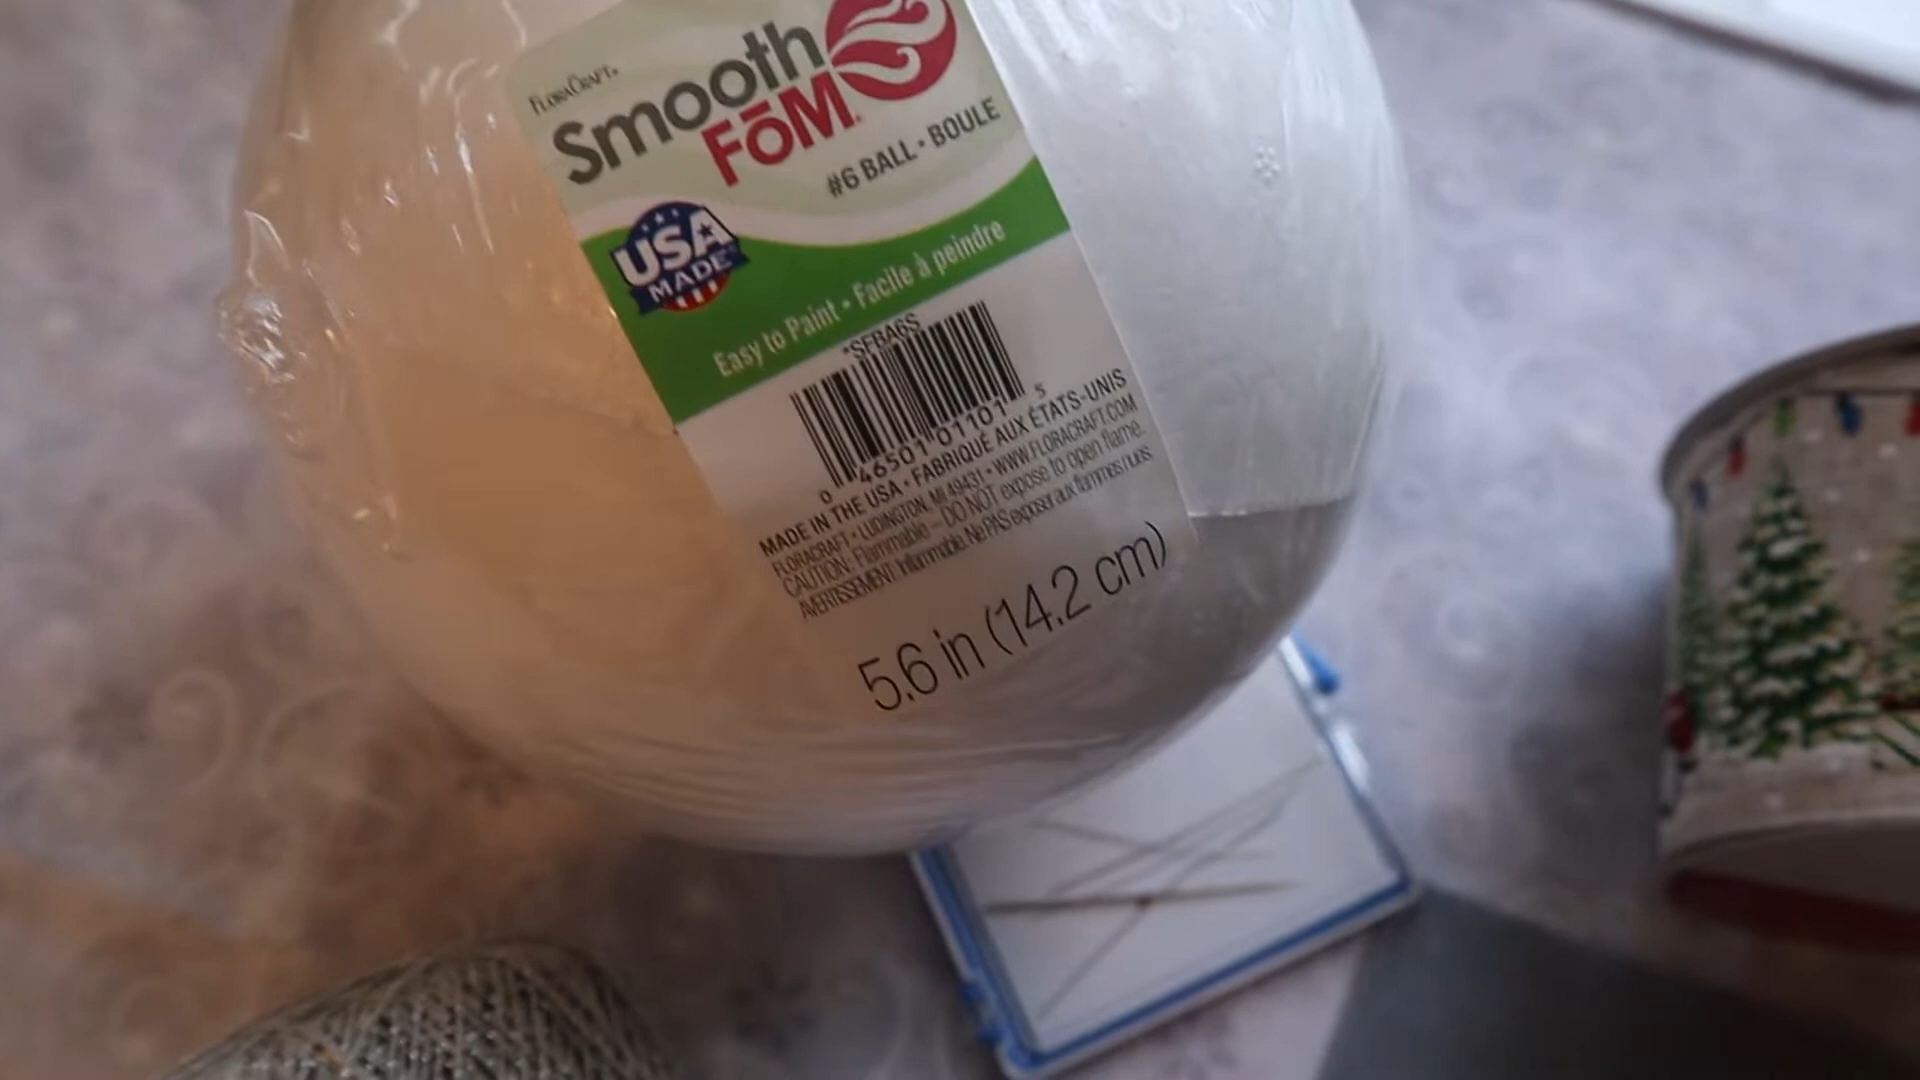 FLORACRAFT®
Smooth
FōM®
#6 BALL • BOULE
USA
MADE
Easy to Paint • Facile à peindre
*SFBA6S
0 46501 01101 5
MADE IN THE USA • FABRIQUÉ AUX ÉTATS-UNIS
FLORACRAFT • LUDINGTON, MI 49431 • WWW.FLORACRAFT.COM
CAUTION: Flammable – DO NOT expose to open flame.
AVERTISSEMENT: Inflammable. Ne PAS exposer aux flammes nues.
5.6 in (14.2 cm)